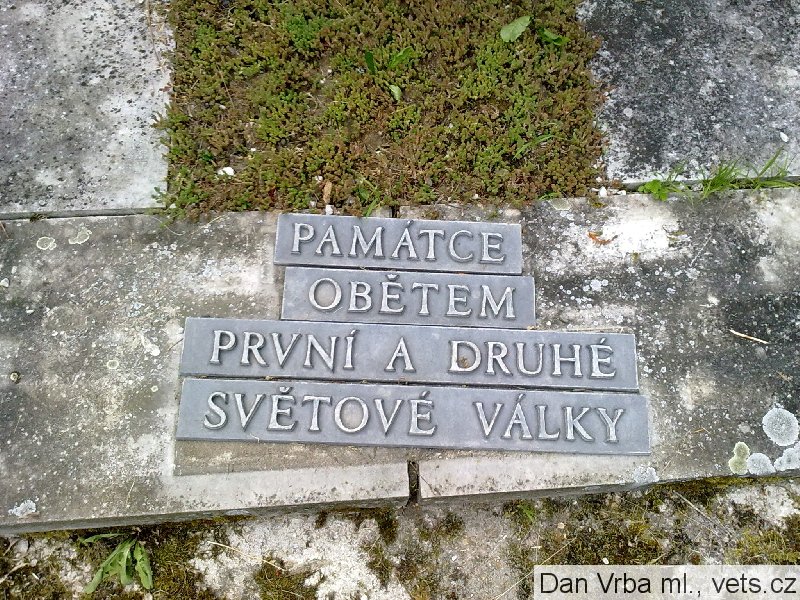 PAMÁTCE
OBĚTEM
PRVNÍ A DRUHÉ
SVĚTOVÉ VÁLKY
Dan Vrba ml., vets.cz